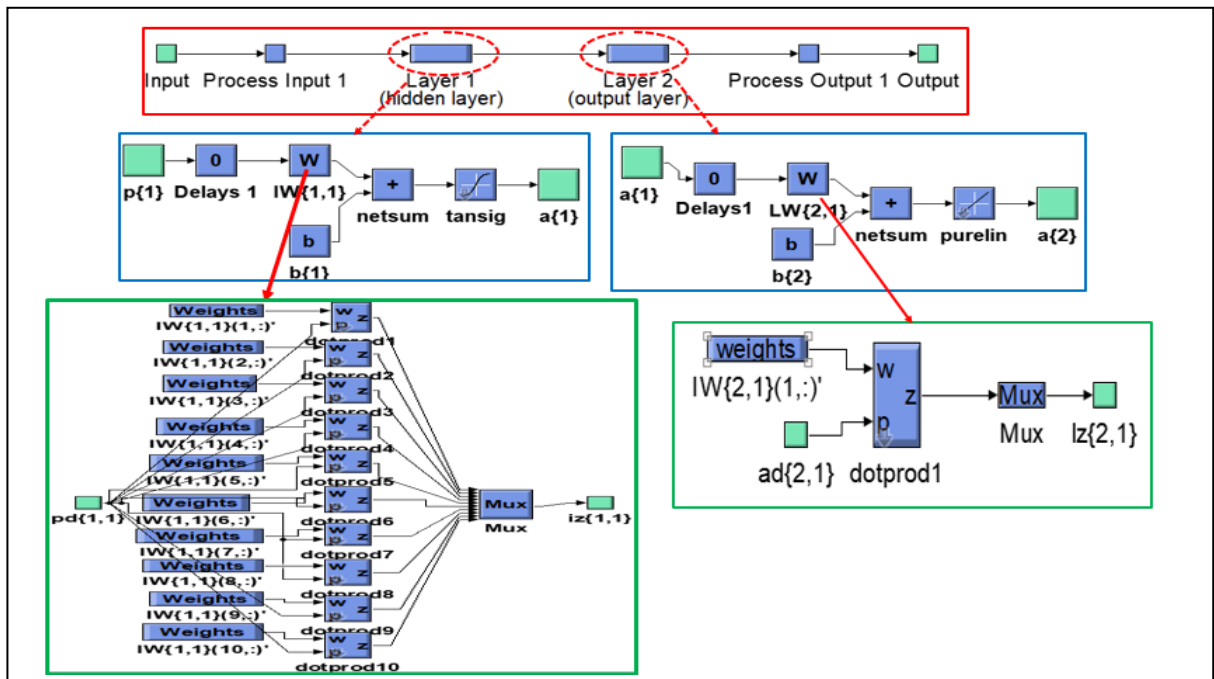 Input Process Input 1 Layer 1 Layer 2 Process Output 1 Output
(hidden layer) (output layer)
p{1}
0
Delays 1
W
IW{1,1}
b
b{1}
+
netsum
tansig
a{1}
a{1}
0
Delays1
W
LW{2,1}
b
b{2}
+
netsum
purelin
a{2}
Weights
IW{1,1}(1,:)'
w
p
z
dotprod1
Weights
IW{1,1}(2,:)'
w
p
z
dotprod2
Weights
IW{1,1}(3,:)'
w
p
z
dotprod3
Weights
IW{1,1}(4,:)'
w
p
z
dotprod4
Weights
IW{1,1}(5,:)'
w
p
z
dotprod5
Weights
IW{1,1}(6,:)'
w
p
z
dotprod6
Weights
IW{1,1}(7,:)'
w
p
z
dotprod7
Weights
IW{1,1}(8,:)'
w
p
z
dotprod8
Weights
IW{1,1}(9,:)'
w
p
z
dotprod9
Weights
IW{1,1}(10,:)'
w
p
z
dotprod10
pd{1,1}
Mux
Mux
iz{1,1}
weights
IW{2,1}(1,:)'
w
p
z
ad{2,1}
dotprod1
Mux
Mux
Iz{2,1}